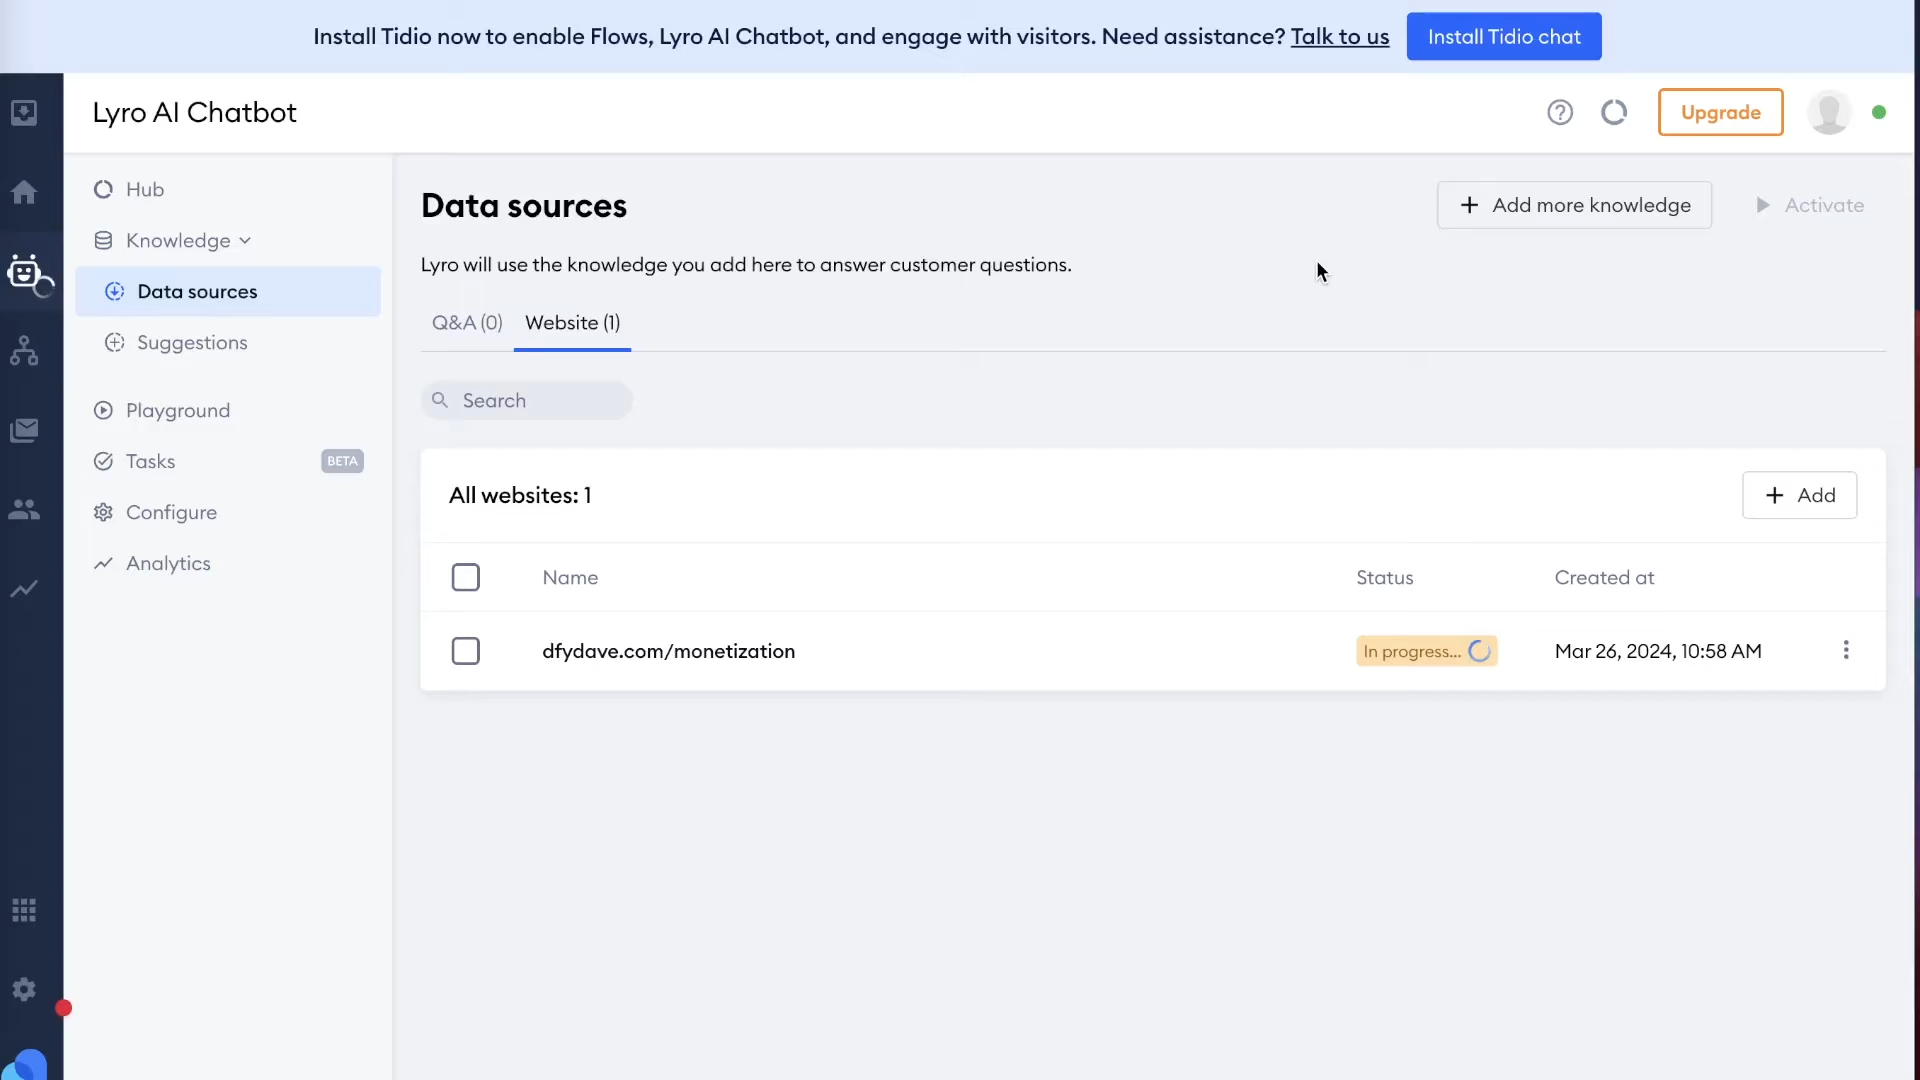 Install Tidio now to enable Flows, Lyro AI Chatbot, and engage with visitors. Need assistance? Talk to us
Install Tidio chat
Lyro AI Chatbot
Upgrade
Hub
Knowledge
Data sources
Suggestions
Playground
Tasks
BETA
Configure
Analytics
Data sources
Add more knowledge
Activate
Lyro will use the knowledge you add here to answer customer questions.
Q&A (0)
Website (1)
Search
All websites: 1
Add
Name
Status
Created at
dfydave.com/monetization
In progress...
Mar 26, 2024, 10:58 AM